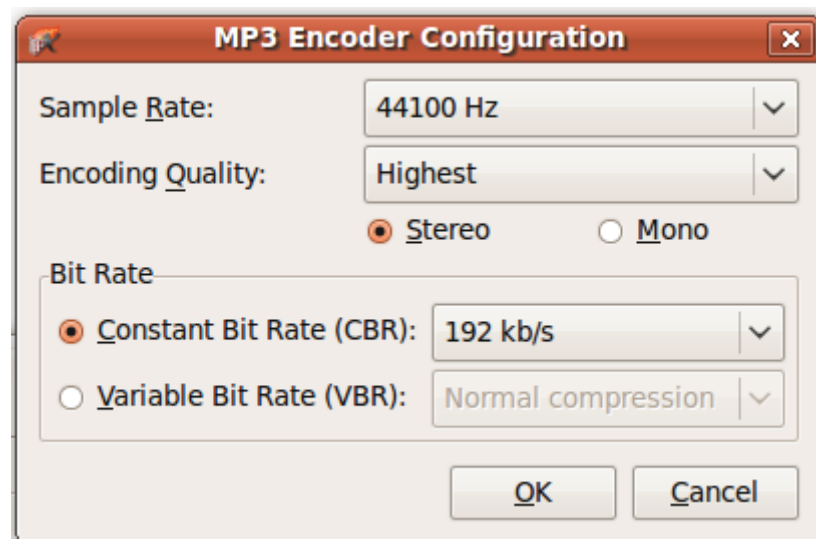 MP3 Encoder Configuration
Sample Rate: 44100 Hz
Encoding Quality: Highest
Stereo Mono
Bit Rate
Constant Bit Rate (CBR): 192 kb/s
Variable Bit Rate (VBR): Normal compression
OK Cancel